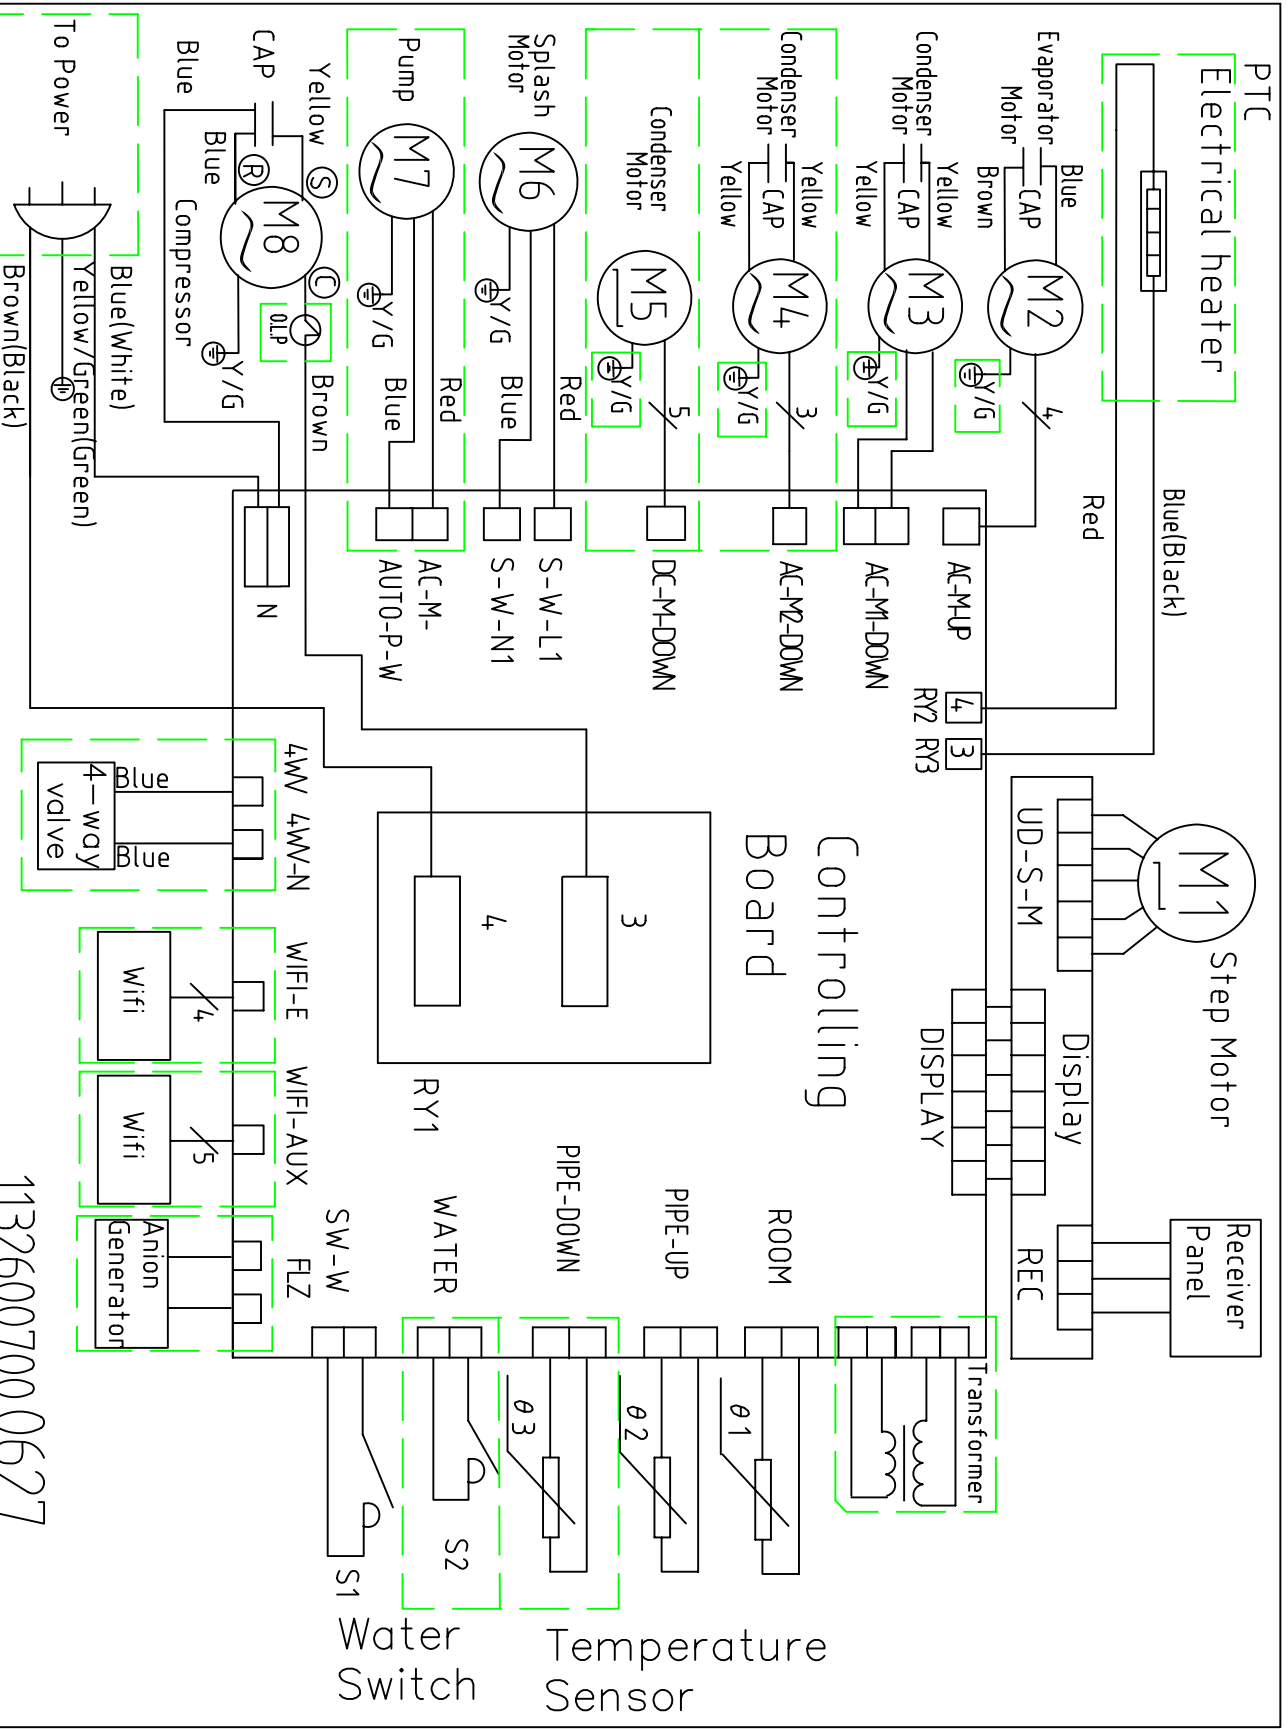 PTC
Electrical heater
Evaporator
Motor
Blue
CAP
Brown
M2
Y/G
4
Condenser
Motor
Yellow
CAP
Yellow
M3
Y/G
Condenser
Motor
Yellow
CAP
Yellow
M4
Y/G
3
Condenser
Motor
M5
Y/G
5
Splash
Motor
M6
Y/G
Red
Blue
Pump
M7
Y/G
Red
Blue
Yellow
CAP
Blue
Blue
S
R
C
M8
Compressor
Y/G
O.L.P
Brown
To Power
Blue(White)
Yellow/Green(Green)
Brown(Black)
Blue(Black)
Red
AC-M-UP
AC-M1-DOWN
AC-M2-DOWN
DC-M-DOWN
S-W-L1
S-W-N1
AC-M-
AUTO-P-W
N
4
RY2
3
RY3
M1
Step Motor
UD-S-M
Display
DISPLAY
REC
Receiver
Panel
Controlling
Board
3
4
RY1
4WV
4WV-N
Blue
Blue
4-way
valve
WIFI-E
4
Wifi
WIFI-AUX
5
Wifi
FLZ
Anion
Generator
Transformer
ROOM
θ1
PIPE-UP
θ2
PIPE-DOWN
θ3
WATER
S2
SW-W
S1
Temperature
Sensor
Water
Switch
113260070000627